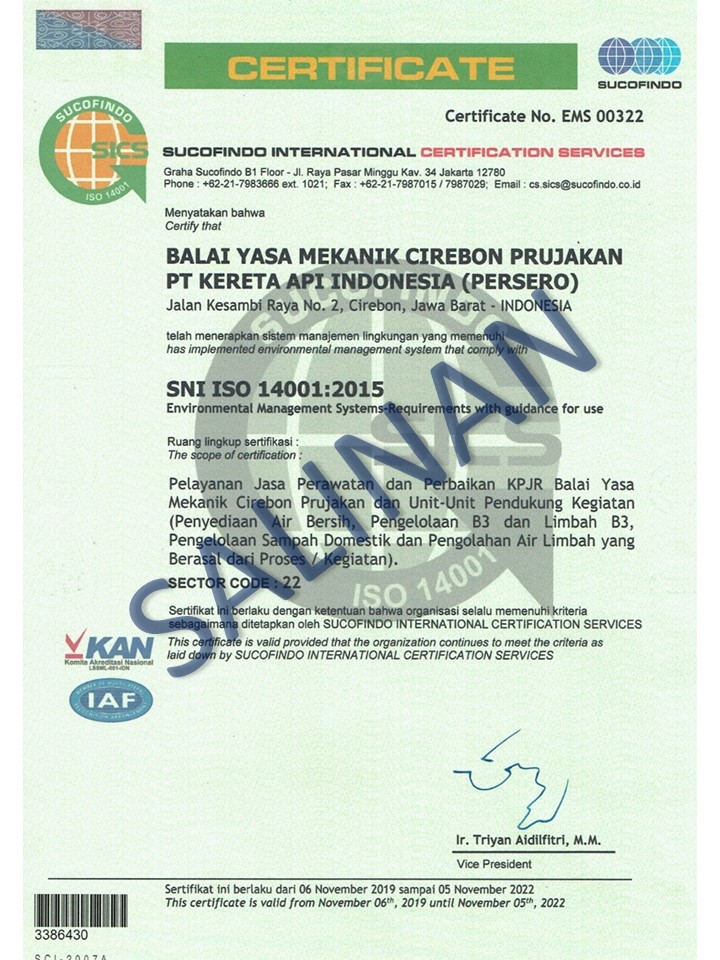 CERTIFICATE
SUCOFINDO
Certificate No. EMS 00322
SUCOFINDO
SICS
ISO 14001
SUCOFINDO INTERNATIONAL CERTIFICATION SERVICES
Graha Sucofindo B1 Floor - Jl. Raya Pasar Minggu Kav. 34 Jakarta 12780
Phone : +62-21-7983666 ext. 1021; Fax : +62-21-7987015 / 7987029; Email : cs.sics@sucofindo.co.id
Menyatakan bahwa
Certify that
BALAI YASA MEKANIK CIREBON PRUJAKAN
PT KERETA API INDONESIA (PERSERO)
Jalan Kesambi Raya No. 2, Cirebon, Jawa Barat - INDONESIA
telah menerapkan sistem manajemen lingkungan yang memenuhi
has implemented environmental management system that comply with
SNI ISO 14001:2015
Environmental Management Systems-Requirements with guidance for use
Ruang lingkup sertifikasi :
The scope of certification :
Pelayanan Jasa Perawatan dan Perbaikan KPJR Balai Yasa
Mekanik Cirebon Prujakan dan Unit-Unit Pendukung Kegiatan
(Penyediaan Air Bersih, Pengelolaan B3 dan Limbah B3,
Pengelolaan Sampah Domestik dan Pengolahan Air Limbah yang
Berasal dari Proses / Kegiatan).
SECTOR CODE : 22
Sertifikat ini berlaku dengan ketentuan bahwa organisasi selalu memenuhi kriteria
sebagaimana ditetapkan oleh SUCOFINDO INTERNATIONAL CERTIFICATION SERVICES
This certificate is valid provided that the organization continues to meet the criteria as
laid down by SUCOFINDO INTERNATIONAL CERTIFICATION SERVICES
SALINAN
SUCOFINDO
SICS
ISO 14001
KAN
Komite Akreditasi Nasional
LSSML-001-IDN
IAF
Ir. Triyan Aidilfitri, M.M.
Vice President
Sertifikat ini berlaku dari 06 November 2019 sampai 05 November 2022
This certificate is valid from November 06th, 2019 until November 05th, 2022
3386430